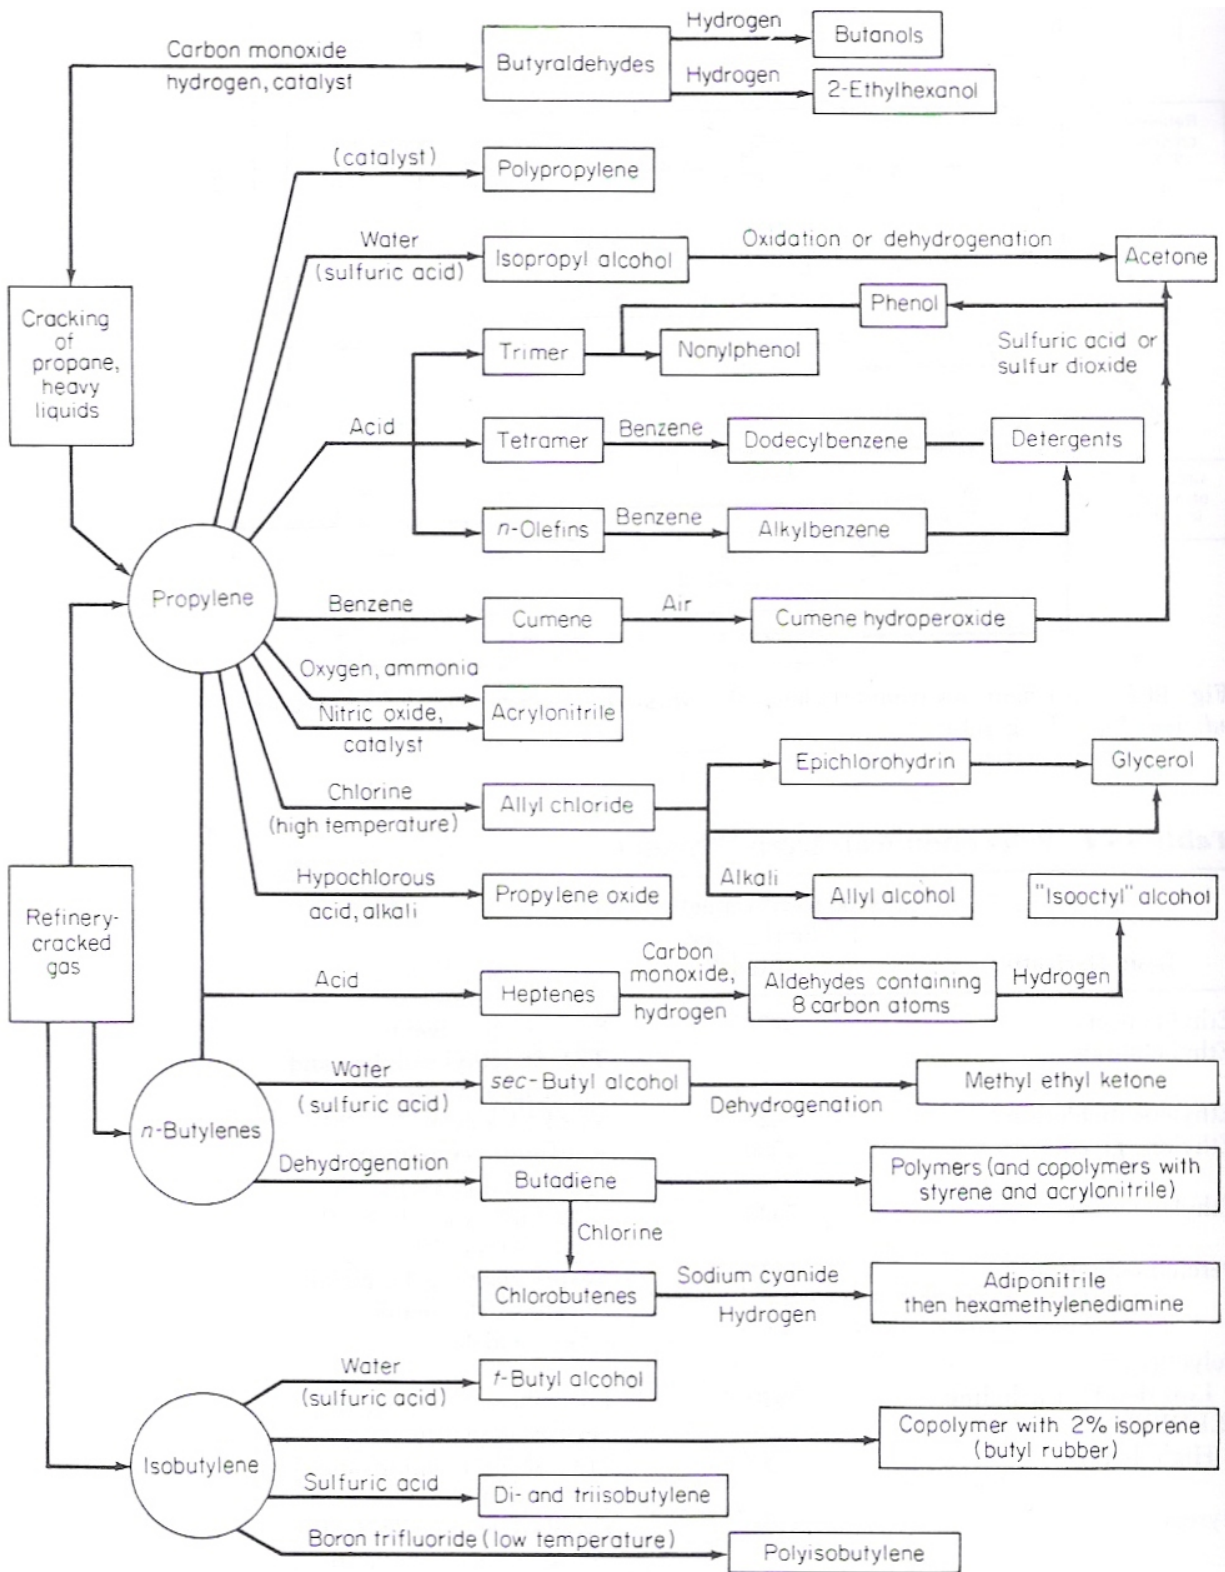 Hydrogen
Butanols
Carbon monoxide
hydrogen, catalyst
Butyraldehydes
Hydrogen
2-Ethylhexanol
(catalyst)
Polypropylene
Water
(sulfuric acid)
Isopropyl alcohol
Oxidation or dehydrogenation
Acetone
Cracking
of
propane,
heavy
liquids
Phenol
Trimer
Nonylphenol
Sulfuric acid or
sulfur dioxide
Acid
Tetramer
Benzene
Dodecylbenzene
Detergents
n-Olefins
Benzene
Alkylbenzene
Propylene
Benzene
Cumene
Air
Cumene hydroperoxide
Oxygen, ammonia
Nitric oxide,
catalyst
Acrylonitrile
Chlorine
(high temperature)
Allyl chloride
Epichlorohydrin
Glycerol
Alkali
Allyl alcohol
Hypochlorous
acid, alkali
Propylene oxide
"Isooctyl" alcohol
Refinery-
cracked
gas
Acid
Heptenes
Carbon
monoxide,
hydrogen
Aldehydes containing
8 carbon atoms
Hydrogen
n-Butylenes
Water
(sulfuric acid)
sec-Butyl alcohol
Dehydrogenation
Methyl ethyl ketone
Dehydrogenation
Butadiene
Polymers (and copolymers with
styrene and acrylonitrile)
Chlorine
Chlorobutenes
Sodium cyanide
Hydrogen
Adiponitrile
then hexamethylenediamine
Isobutylene
Water
(sulfuric acid)
t-Butyl alcohol
Copolymer with 2% isoprene
(butyl rubber)
Sulfuric acid
Di- and triisobutylene
Boron trifluoride (low temperature)
Polyisobutylene